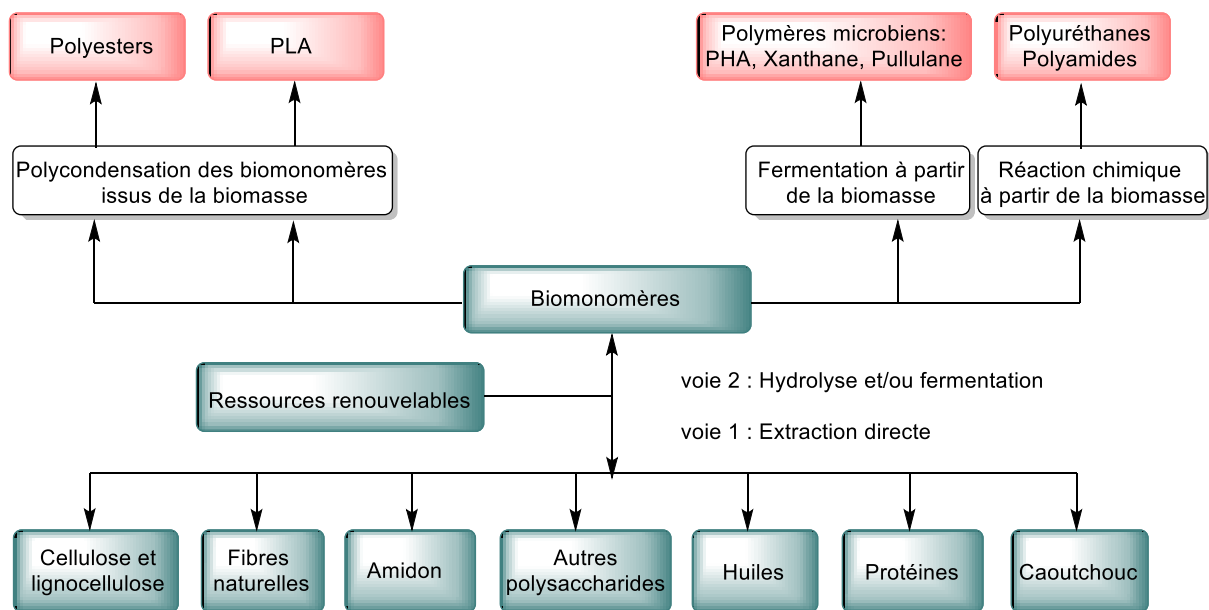 Polyesters
PLA
Polymères microbiens:
PHA, Xanthane, Pullulane
Polyuréthanes
Polyamides
Polycondensation des biomonomères
issus de la biomasse
Fermentation à partir
de la biomasse
Réaction chimique
à partir de la biomasse
Biomonomères
Ressources renouvelables
voie 2 : Hydrolyse et/ou fermentation
voie 1 : Extraction directe
Cellulose et
lignocellulose
Fibres
naturelles
Amidon
Autres
polysaccharides
Huiles
Protéines
Caoutchouc